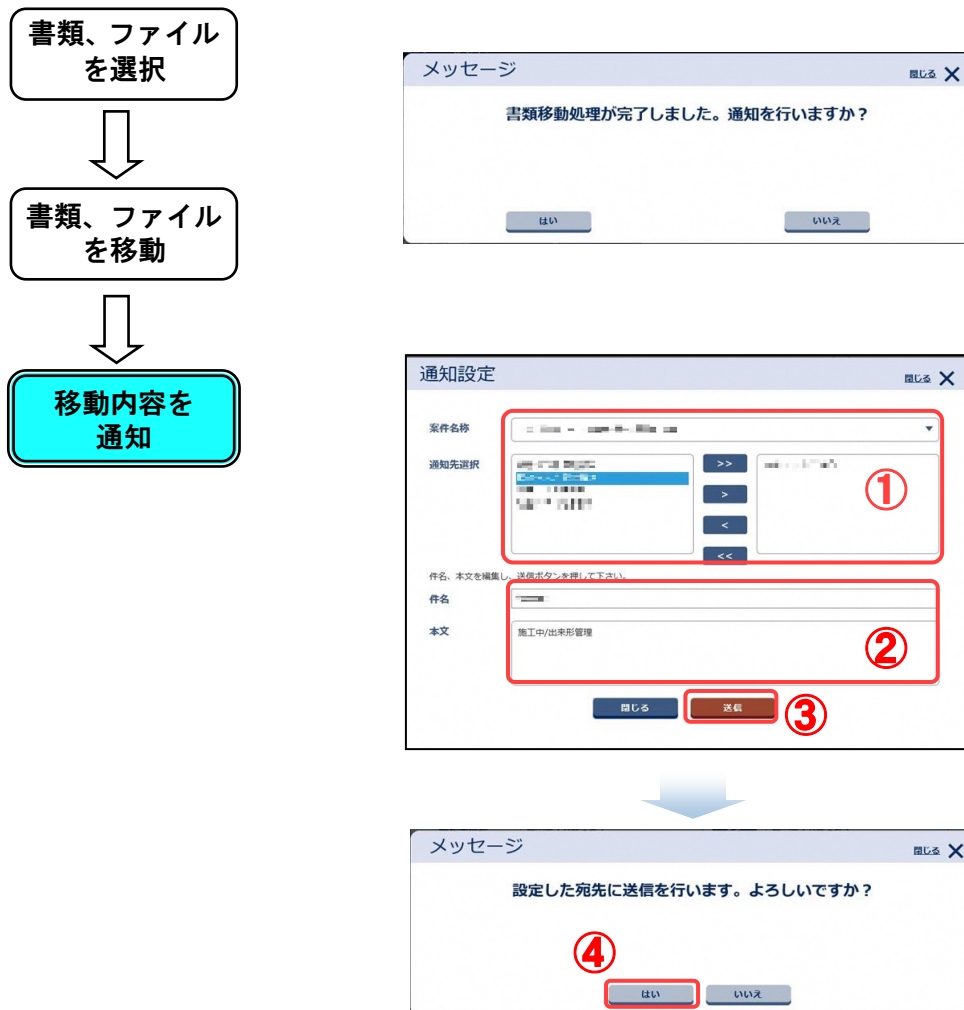 書類、ファイル
を選択
書類、ファイル
を移動
移動内容を
通知
メッセージ
閉じる
書類移動処理が完了しました。通知を行いますか？
はい
いいえ
通知設定
閉じる
案件名称
通知先選択
>>
>
<
<<
①
件名、本文を編集し、送信ボタンを押して下さい。
件名
本文
施工中/出来形管理
②
閉じる
送信
③
メッセージ
閉じる
設定した宛先に送信を行います。よろしいですか？
④
はい
いいえ